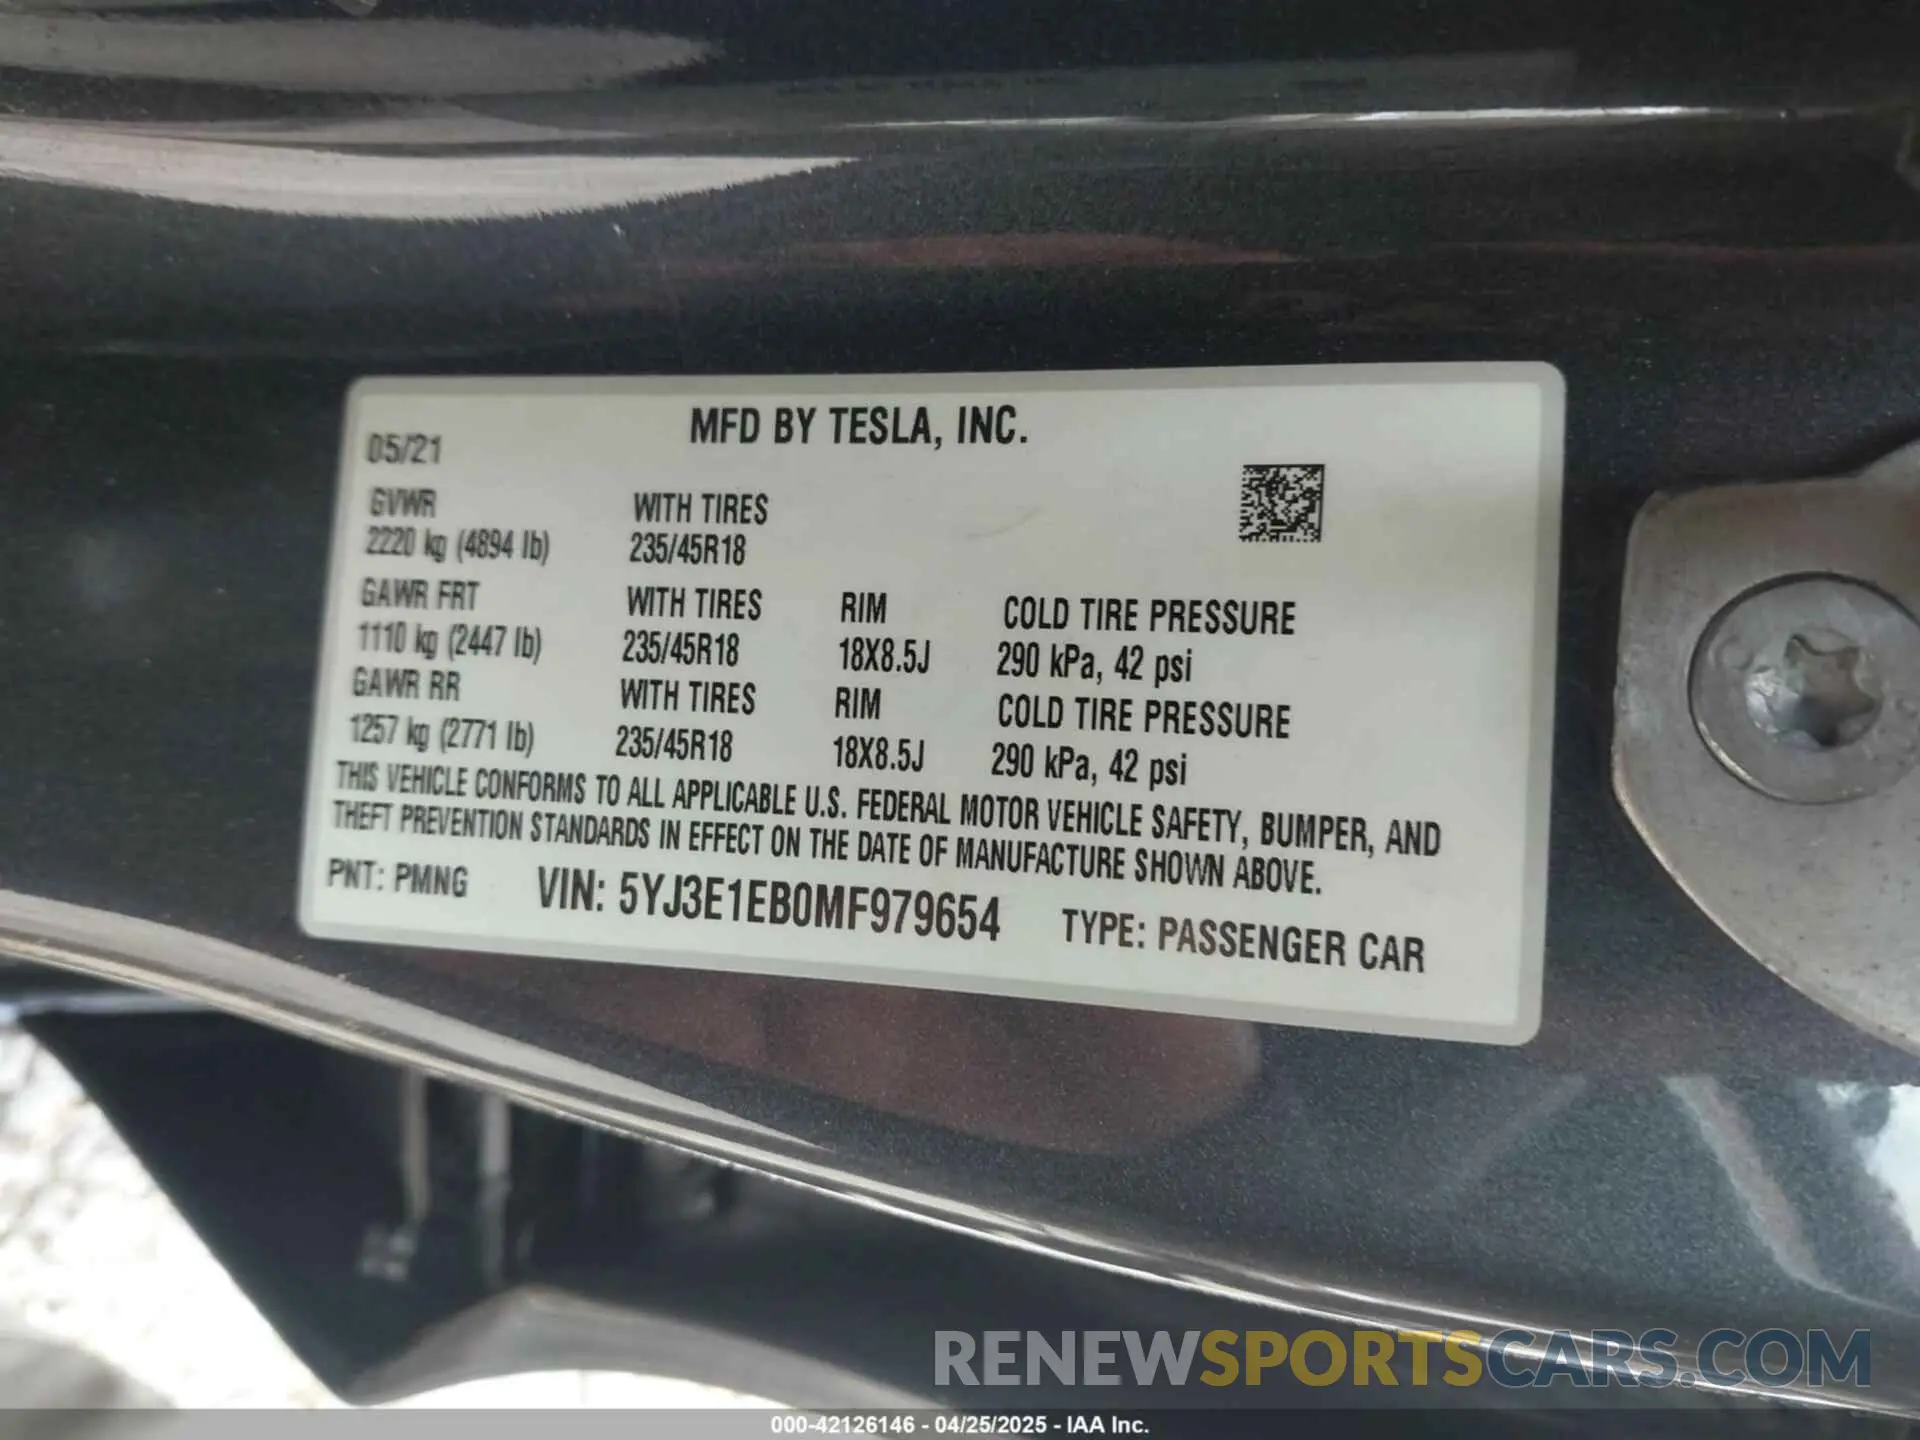 MFD BY TESLA, INC.
05/21
GVWR WITH TIRES
2220 kg (4894 lb) 235/45R18
GAWR FRT WITH TIRES RIM COLD TIRE PRESSURE
1110 kg (2447 lb) 235/45R18 18X8.5J 290 kPa, 42 psi
GAWR RR WITH TIRES RIM COLD TIRE PRESSURE
1257 kg (2771 lb) 235/45R18 18X8.5J 290 kPa, 42 psi
THIS VEHICLE CONFORMS TO ALL APPLICABLE U.S. FEDERAL MOTOR VEHICLE SAFETY, BUMPER, AND
THEFT PREVENTION STANDARDS IN EFFECT ON THE DATE OF MANUFACTURE SHOWN ABOVE.
PNT: PMNG VIN: 5YJ3E1EB0MF979654 TYPE: PASSENGER CAR
RENEWSPORTSCARS.COM
000-42126146 - 04/25/2025 - IAA Inc.